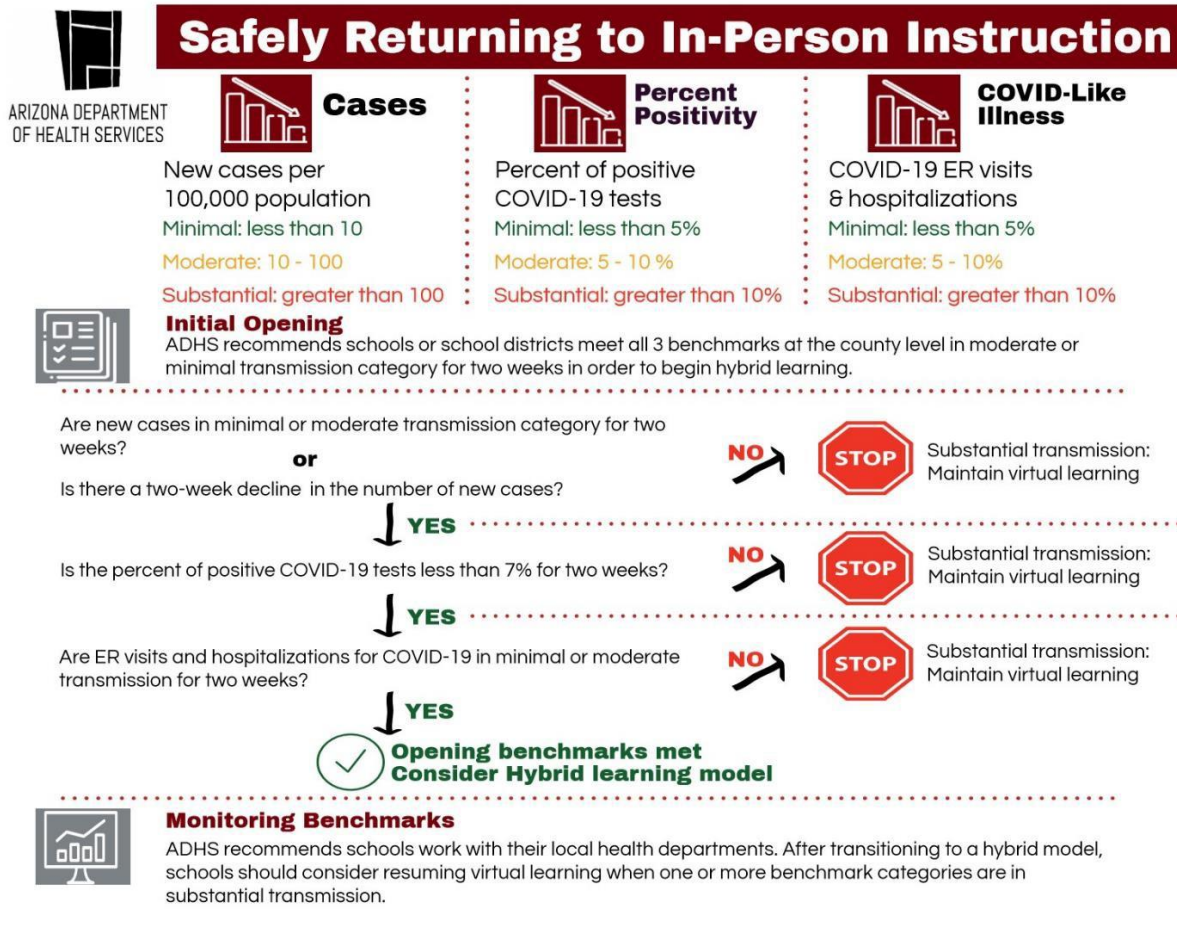 Safely Returning to In-Person Instruction
ARIZONA DEPARTMENT
OF HEALTH SERVICES
Cases
New cases per
100,000 population
Minimal: less than 10
Moderate: 10 - 100
Substantial: greater than 100
Percent
Positivity
Percent of positive
COVID-19 tests
Minimal: less than 5%
Moderate: 5 - 10 %
Substantial: greater than 10%
COVID-Like
Illness
COVID-19 ER visits
& hospitalizations
Minimal: less than 5%
Moderate: 5 - 10%
Substantial: greater than 10%
Initial Opening
ADHS recommends schools or school districts meet all 3 benchmarks at the county level in moderate or
minimal transmission category for two weeks in order to begin hybrid learning.
Are new cases in minimal or moderate transmission category for two
weeks?
or
Is there a two-week decline in the number of new cases?
NO
STOP
Substantial transmission:
Maintain virtual learning
YES
Is the percent of positive COVID-19 tests less than 7% for two weeks?
NO
STOP
Substantial transmission:
Maintain virtual learning
YES
Are ER visits and hospitalizations for COVID-19 in minimal or moderate
transmission for two weeks?
NO
STOP
Substantial transmission:
Maintain virtual learning
YES
Opening benchmarks met
Consider Hybrid learning model
Monitoring Benchmarks
ADHS recommends schools work with their local health departments. After transitioning to a hybrid model,
schools should consider resuming virtual learning when one or more benchmark categories are in
substantial transmission.